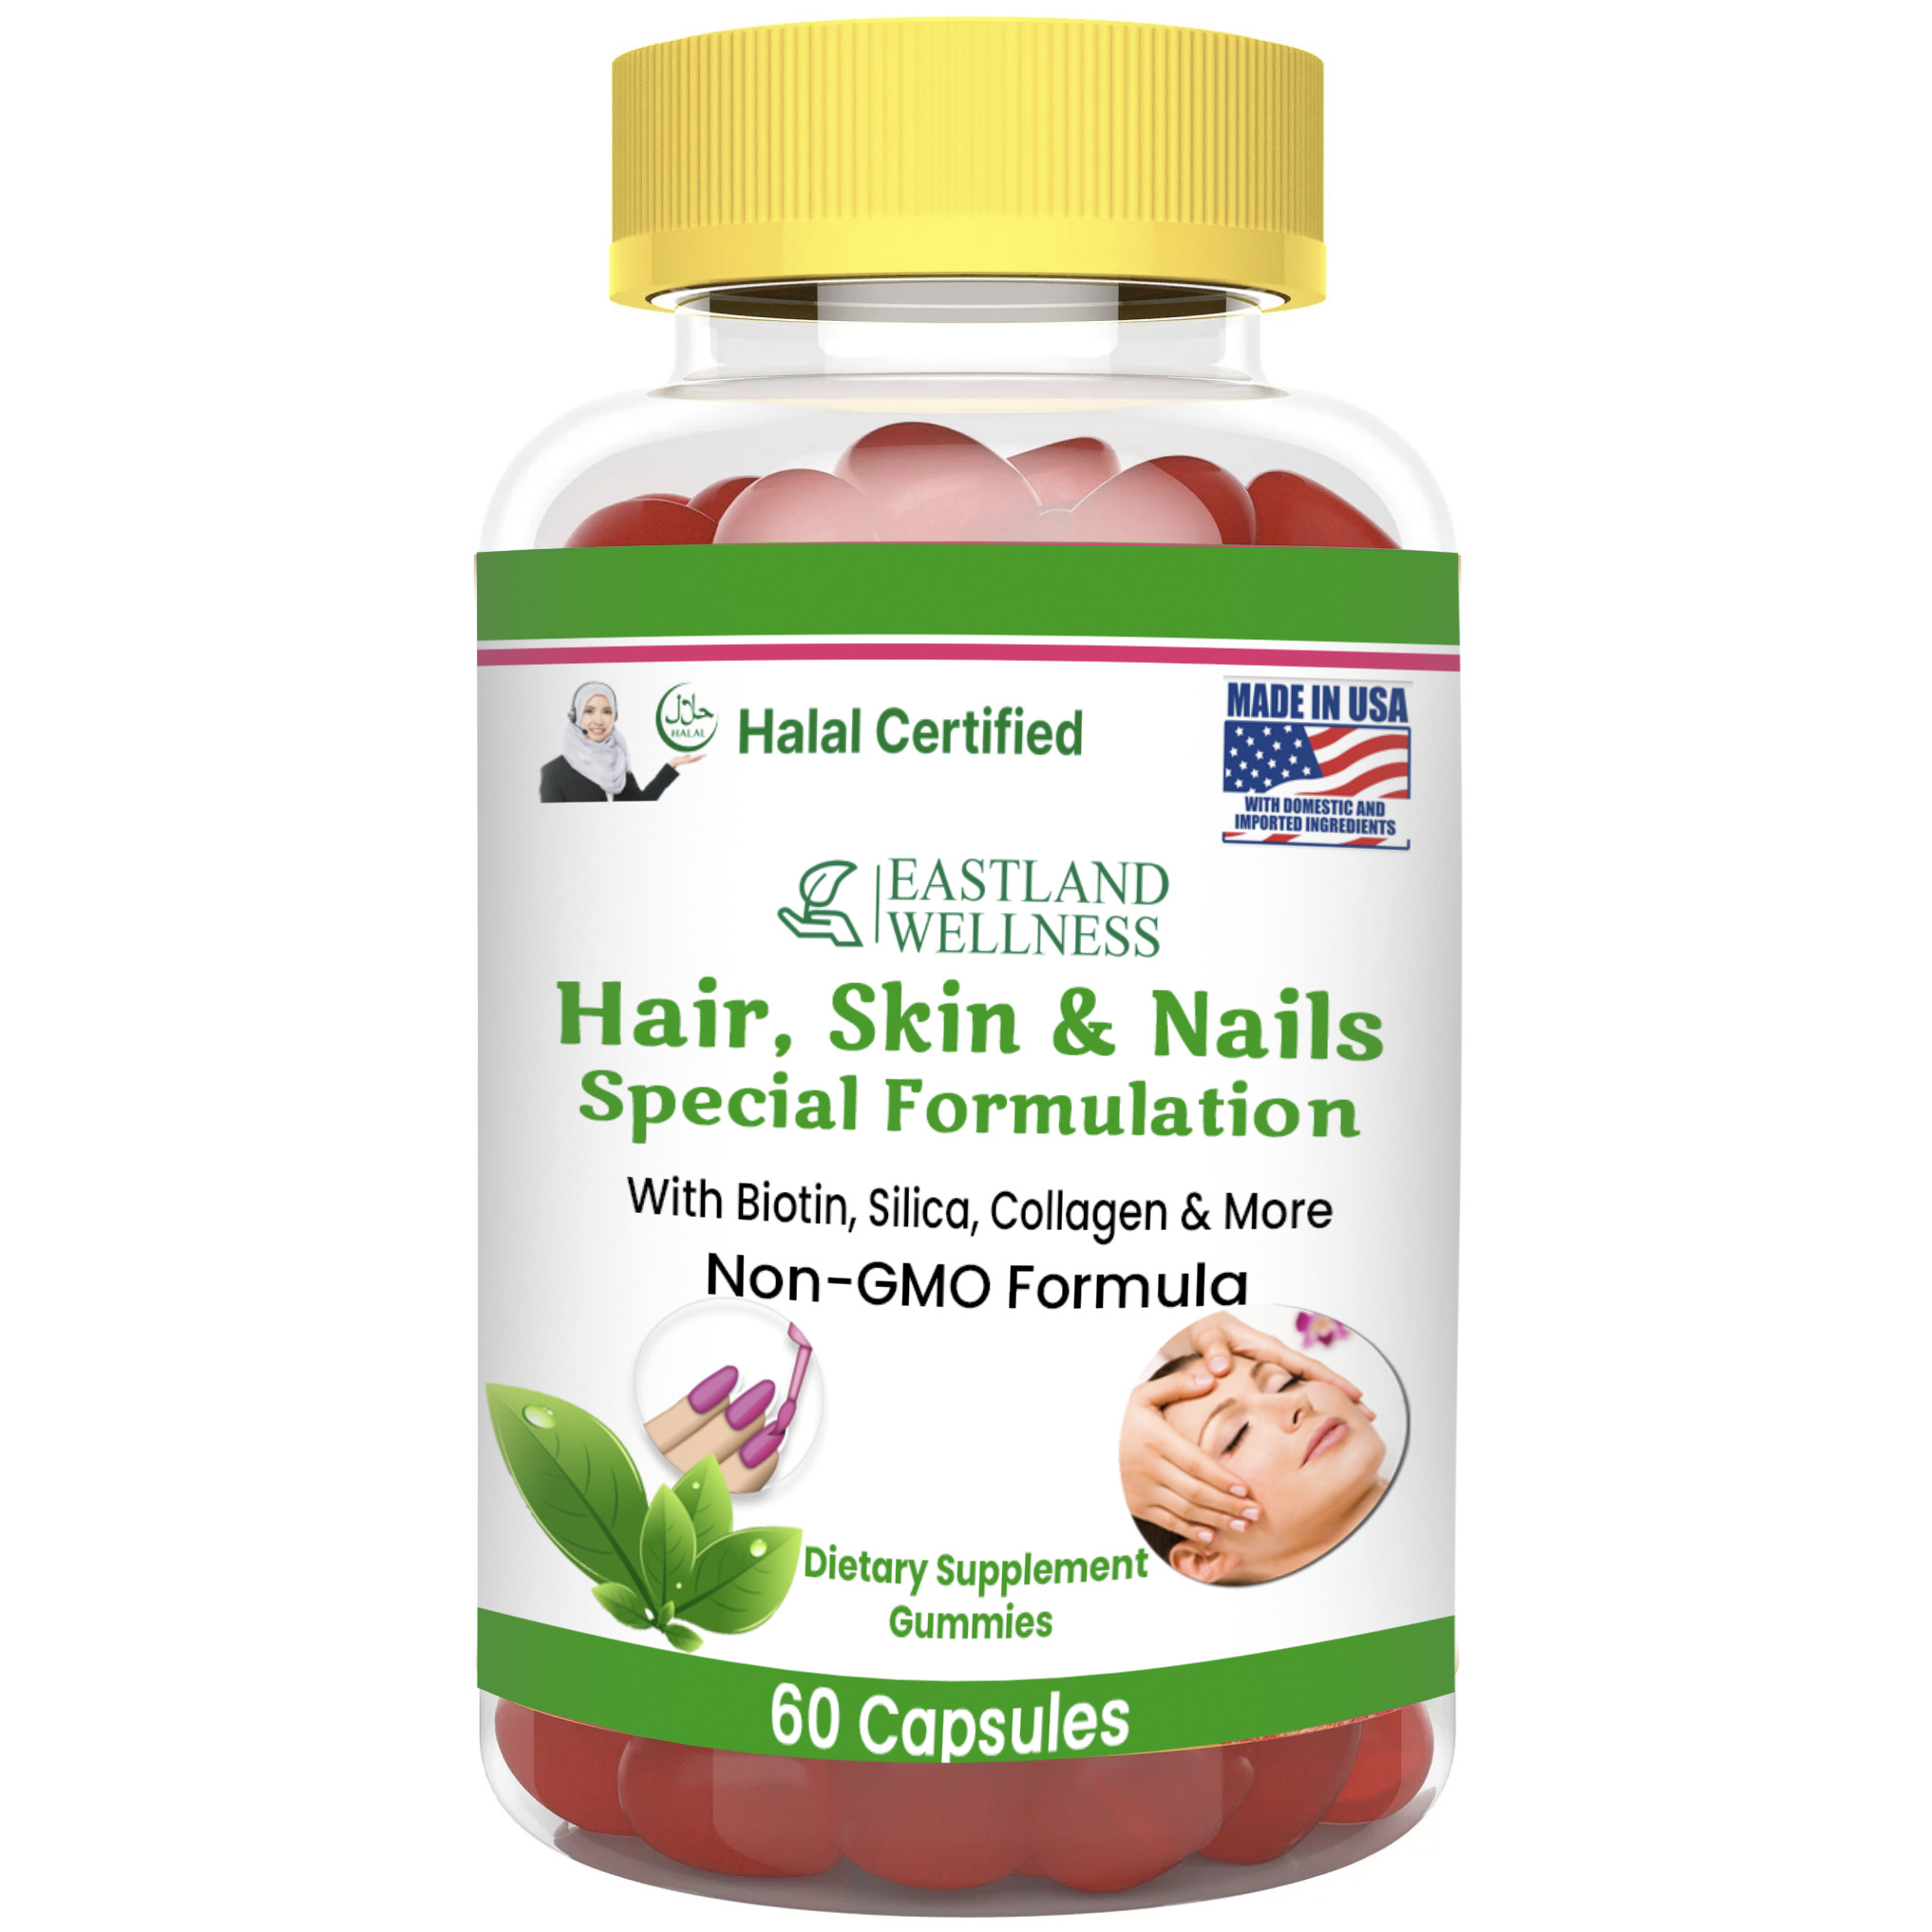 حلال
HALAL
Halal Certified
MADE IN USA
WITH DOMESTIC AND
IMPORTED INGREDIENTS
EASTLAND
WELLNESS
Hair, Skin & Nails
Special Formulation
With Biotin, Silica, Collagen & More
Non-GMO Formula
Dietary Supplement
Gummies
60 Capsules